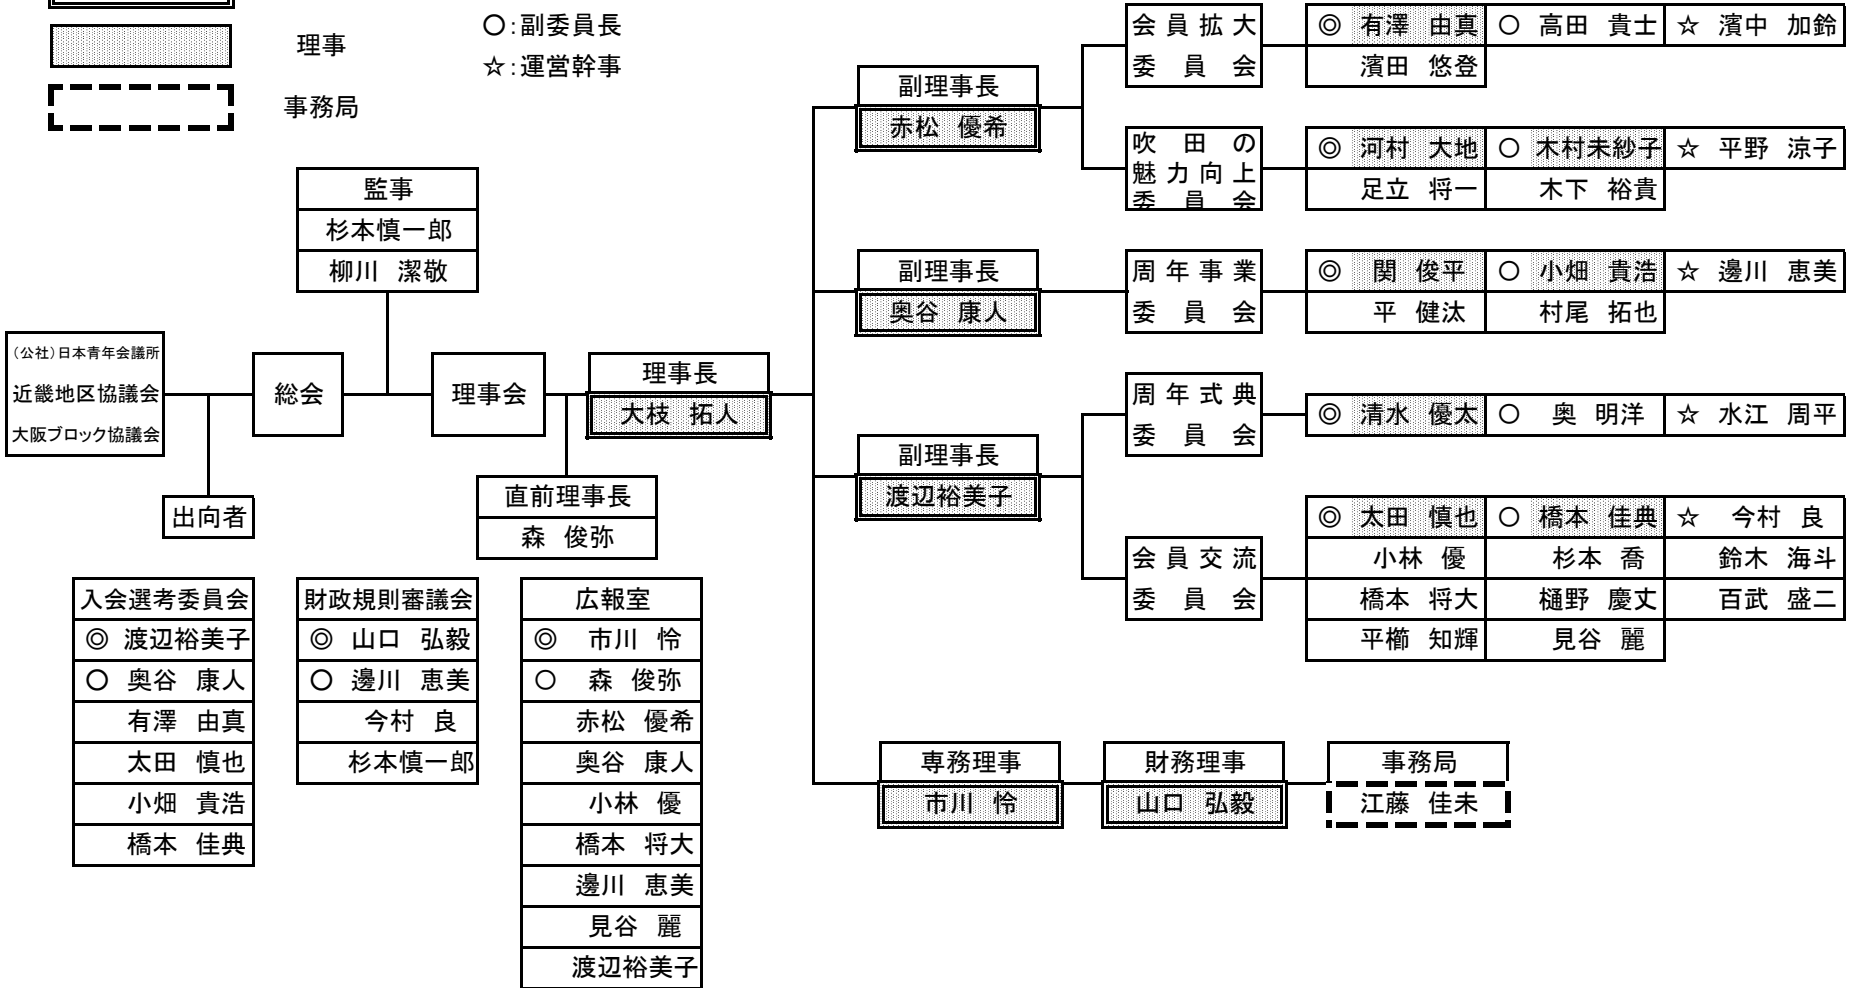 理事
事務局
○：副委員長
☆：運営幹事
監事
杉本慎一郎
柳川 潔敬
（公社）日本青年会議所
近畿地区協議会
大阪ブロック協議会
総会
理事会
出向者
理事長
大枝 拓人
直前理事長
森 俊弥
副理事長
赤松 優希
会員拡大
委員会
◎ 有澤 由真 ○ 高田 貴士 ☆ 濱中 加鈴
濱田 悠登
吹田の
魅力向上
委員会
◎ 河村 大地 ○ 木村未紗子 ☆ 平野 涼子
足立 将一 木下 裕貴
副理事長
奥谷 康人
周年事業
委員会
◎ 関 俊平 ○ 小畑 貴浩 ☆ 邊川 恵美
平 健汰 村尾 拓也
副理事長
渡辺裕美子
周年式典
委員会
◎ 清水 優太 ○ 奥 明洋 ☆ 水江 周平
会員交流
委員会
◎ 太田 慎也 ○ 橋本 佳典 ☆ 今村 良
小林 優 杉本 喬 鈴木 海斗
橋本 将大 樋野 慶丈 百武 盛二
平櫛 知輝 見谷 麗
専務理事
市川 怜
財務理事
山口 弘毅
事務局
江藤 佳未
入会選考委員会
◎ 渡辺裕美子
○ 奥谷 康人
有澤 由真
太田 慎也
小畑 貴浩
橋本 佳典
財政規則審議会
◎ 山口 弘毅
○ 邊川 恵美
今村 良
杉本慎一郎
広報室
◎ 市川 怜
○ 森 俊弥
赤松 優希
奥谷 康人
小林 優
橋本 将大
邊川 恵美
見谷 麗
渡辺裕美子